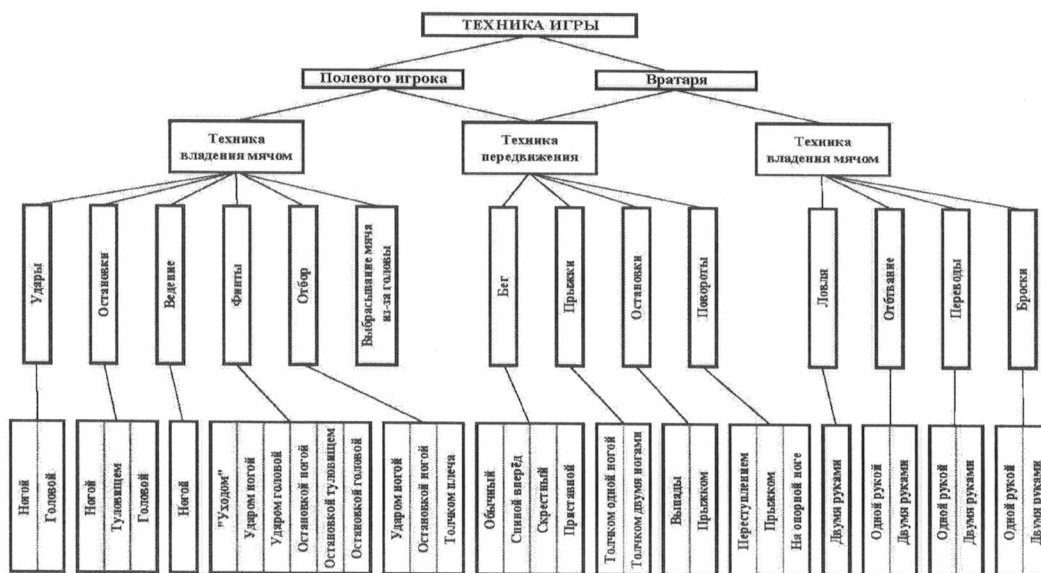 ТЕХНИКА ИГРЫ
Полевого игрока
Вратаря
Техника
владения мячом
Техника
передвижения
Техника
владения мячом
Удары
Остановки
Ведение
Финты
Отбор
Выбрасывание мяча
из-за головы
Бег
Прыжки
Остановки
Повороты
Ловля
Отбтвание
Переводы
Броски
Ногой
Головой
Ногой
Туловищем
Головой
Ногой
"Уходом"
Ударом ногой
Ударом головой
Остановкой ногой
Остановкой туловищем
Остановкой головой
Ударом ногой
Остановкой ногой
Толчком плеча
Обычный
Спиной вперёд
Скрестный
Приставной
Толчком одной ногой
Толчком двумя ногами
Выпады
Прыжком
Переступлением
Прыжком
На опорной ноге
Двумя руками
Одной рукой
Двумя руками
Одной рукой
Двумя руками
Одной рукой
Двумя руками